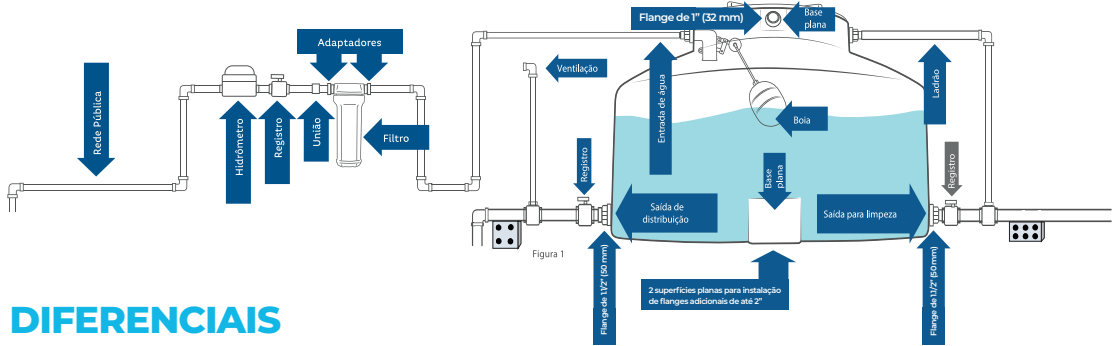 Rede Pública
Hidrômetro
Registro
União
Adaptadores
Filtro
Ventilação
Registro
Entrada de água
Flange de 1” (32 mm)
Base
plana
Boia
Ladrão
Registro
Saída de
distribuição
Base
plana
Saída para limpeza
Figura 1
Flange de 1.1/2” (50 mm)
2 superfícies planas para instalação
de flanges adicionais de até 2”
Flange de 1.1/2” (50 mm)
DIFERENCIAIS